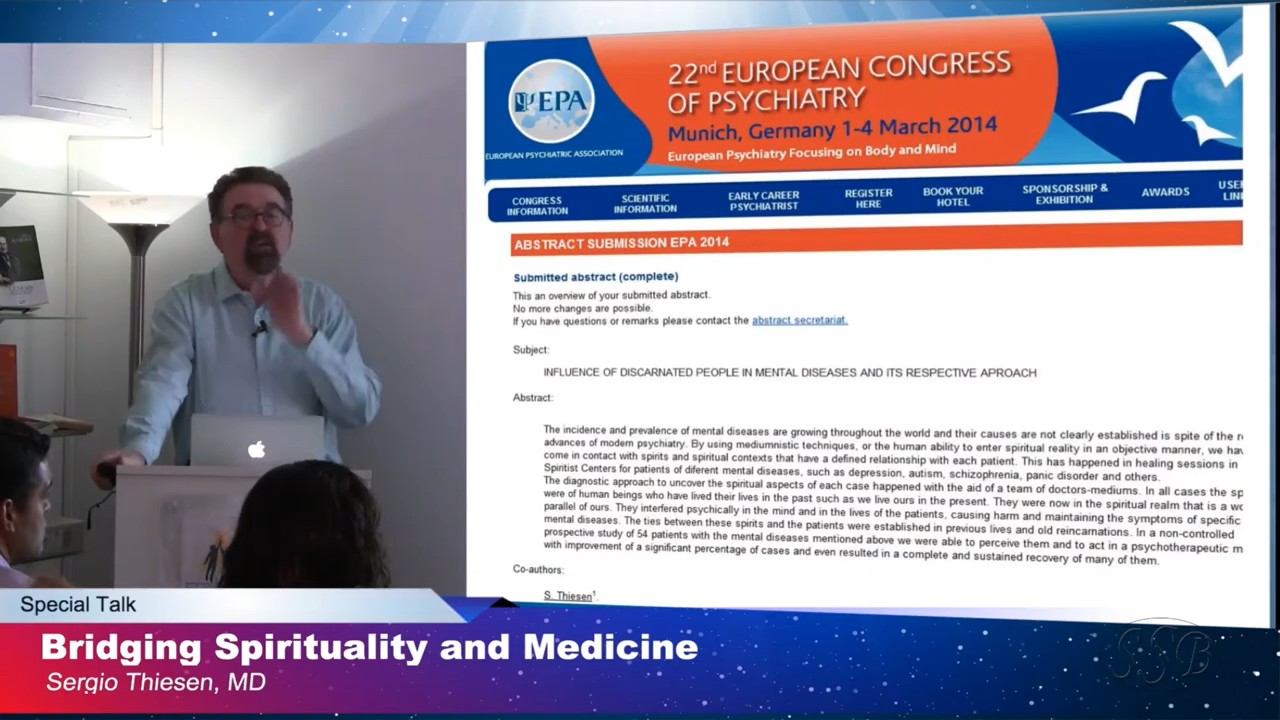 EPA
EUROPEAN PSYCHIATRIC ASSOCIATION
22nd EUROPEAN CONGRESS
OF PSYCHIATRY
Munich, Germany 1-4 March 2014
European Psychiatry Focusing on Body and Mind
CONGRESS INFORMATION
SCIENTIFIC INFORMATION
EARLY CAREER PSYCHIATRIST
REGISTER HERE
BOOK YOUR HOTEL
SPONSORSHIP & EXHIBITION
AWARDS
ABSTRACT SUBMISSION EPA 2014
Submitted abstract (complete)
This an overview of your submitted abstract.
No more changes are possible.
If you have questions or remarks please contact the abstract secretariat.
Subject:
INFLUENCE OF DISCARNATED PEOPLE IN MENTAL DISEASES AND ITS RESPECTIVE APROACH
Abstract:
The incidence and prevalence of mental diseases are growing throughout the world and their causes are not clearly established is spite of the
advances of modern psychiatry. By using mediumnistic techniques, or the human ability to enter spiritual reality in an objective manner, we
come in contact with spirits and spiritual contexts that have a defined relationship with each patient. This has happened in healing sessions in
Spiritist Centers for patients of diferent mental diseases, such as depression, autism, schizophrenia, panic disorder and others.
The diagnostic approach to uncover the spiritual aspects of each case happened with the aid of a team of doctors-mediums. In all cases the
were of human beings who have lived their lives in the past such as we live ours in the present. They were now in the spiritual realm that is a
parallel of ours. They interfered psychically in the mind and in the lives of the patients, causing harm and maintaining the symptoms of specific
mental diseases. The ties between these spirits and the patients were established in previous lives and old reincarnations. In a non-controlled
prospective study of 54 patients with the mental diseases mentioned above we were able to perceive them and to act in a psychotherapeutic
with improvement of a significant percentage of cases and even resulted in a complete and sustained recovery of many of them.
Co-authors:
S. Thiesen1.
Special Talk
Bridging Spirituality and Medicine
Sergio Thiesen, MD
SSB